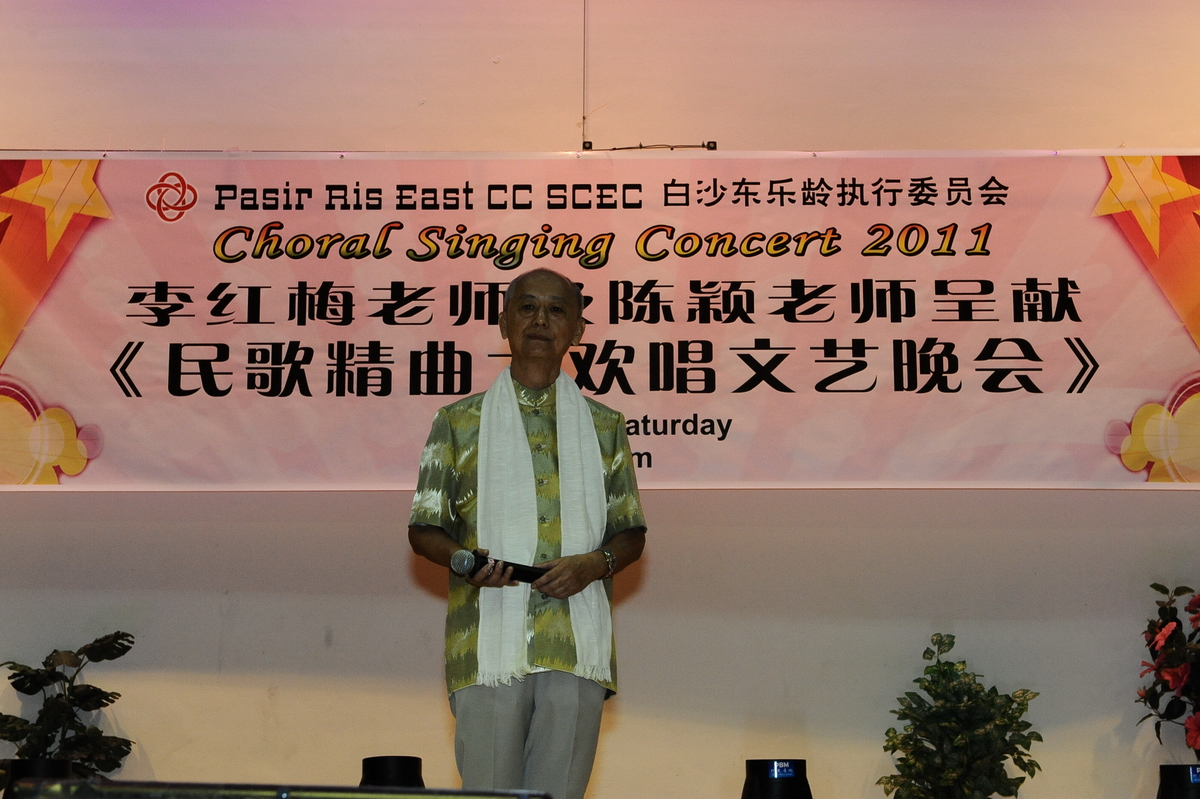 Pasir Ris East CC SCEC 白沙东乐龄执行委员会
Choral Singing Concert 2011
李红梅老师 陈颖老师呈献
《民歌精曲 欢唱文艺晚会》
aturday
m
PBM